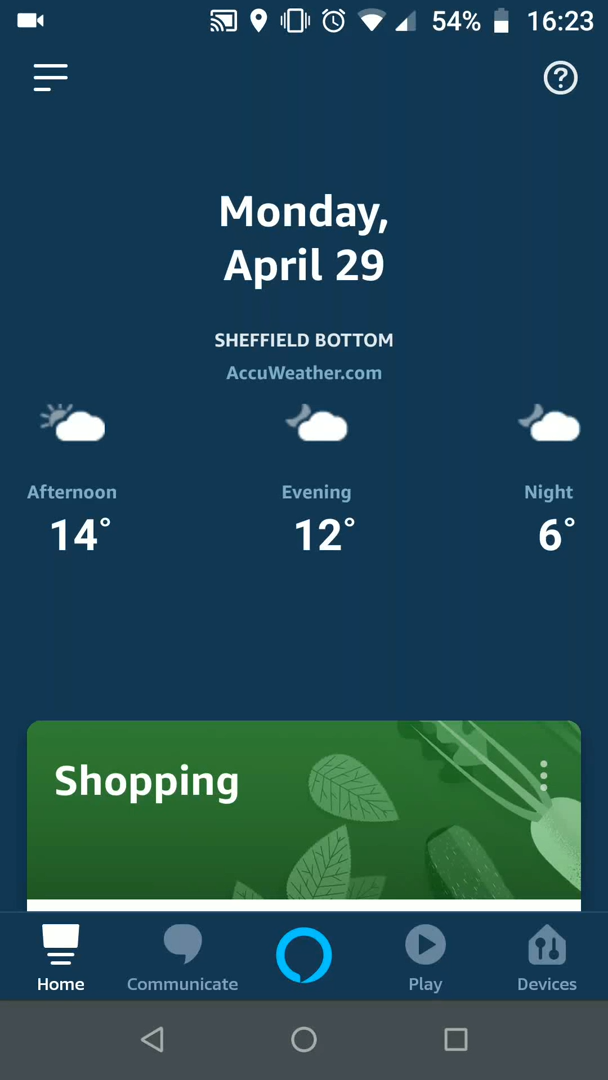 54% 16:23
Monday,
April 29
SHEFFIELD BOTTOM
AccuWeather.com
Afternoon Evening Night
14° 12° 6°
Shopping
Home Communicate Play Devices